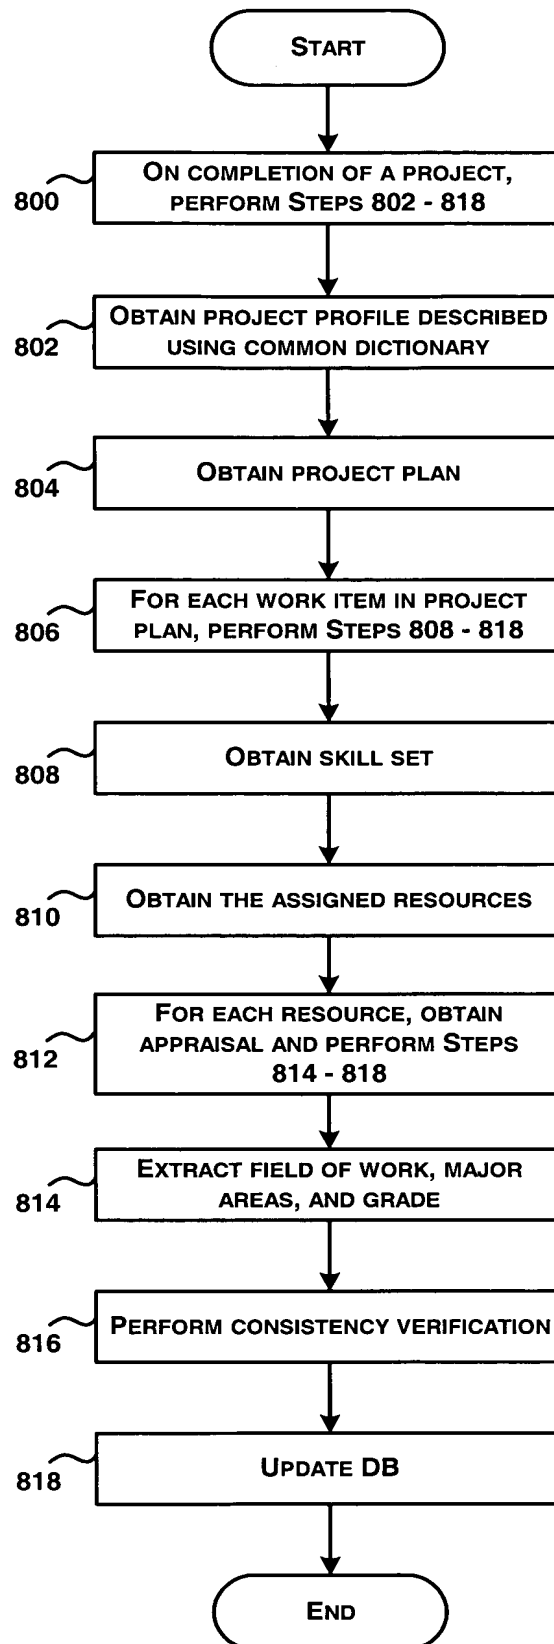 START
800
ON COMPLETION OF A PROJECT,
PERFORM STEPS 802 - 818
802
OBTAIN PROJECT PROFILE DESCRIBED
USING COMMON DICTIONARY
804
OBTAIN PROJECT PLAN
806
FOR EACH WORK ITEM IN PROJECT
PLAN, PERFORM STEPS 808 - 818
808
OBTAIN SKILL SET
810
OBTAIN THE ASSIGNED RESOURCES
812
FOR EACH RESOURCE, OBTAIN
APPRAISAL AND PERFORM STEPS
814 - 818
814
EXTRACT FIELD OF WORK, MAJOR
AREAS, AND GRADE
816
PERFORM CONSISTENCY VERIFICATION
818
UPDATE DB
END